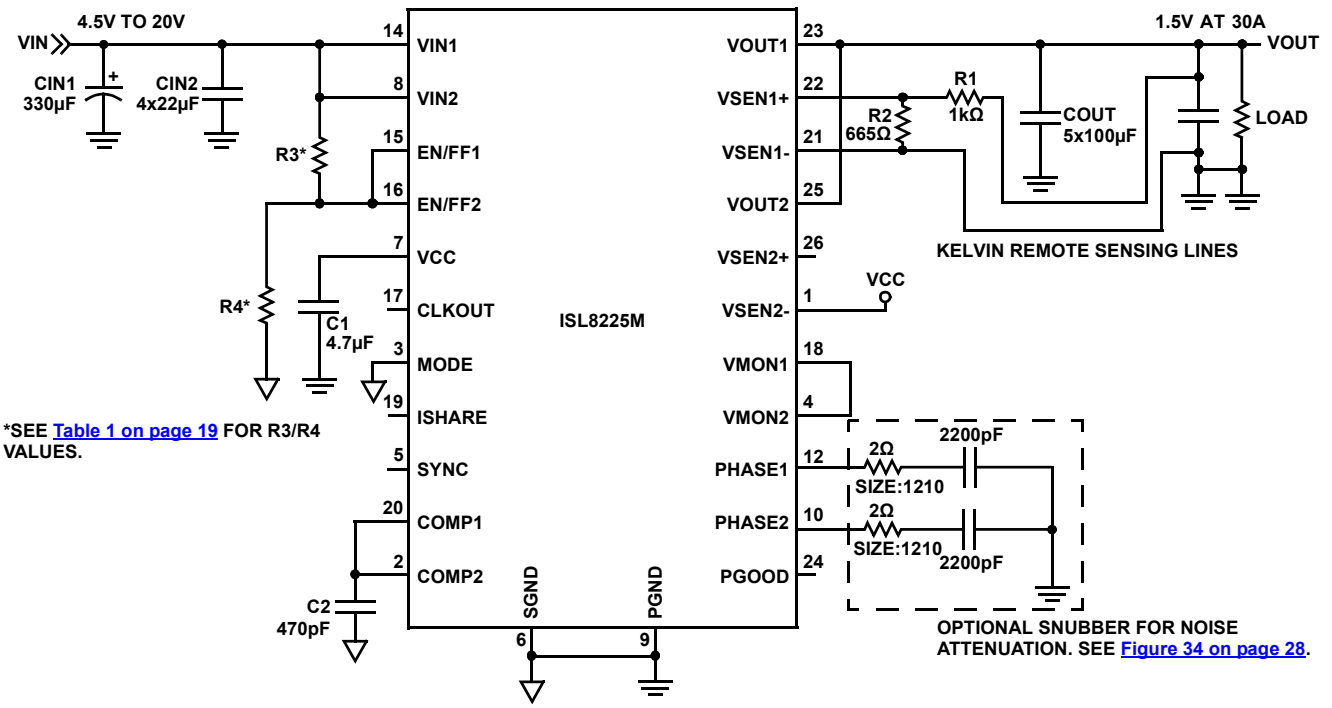 4.5V TO 20V
VIN
CIN1
330µF
+
CIN2
4x22µF
R3*
R4*
C1
4.7µF
*SEE Table 1 on page 19 FOR R3/R4
VALUES.
C2
470pF
14
VIN1
8
VIN2
15
EN/FF1
16
EN/FF2
7
VCC
17
CLKOUT
3
MODE
19
ISHARE
5
SYNC
20
COMP1
2
COMP2
ISL8225M
SGND
6
PGND
9
VOUT1
23
VSEN1+
22
VSEN1-
21
VOUT2
25
VSEN2+
26
VSEN2-
1
VMON1
18
VMON2
4
PHASE1
12
PHASE2
10
PGOOD
24
1.5V AT 30A
VOUT
R1
1kΩ
R2
665Ω
COUT
5x100µF
LOAD
KELVIN REMOTE SENSING LINES
VCC
2Ω
SIZE:1210
2200pF
2Ω
SIZE:1210
2200pF
OPTIONAL SNUBBER FOR NOISE
ATTENUATION. SEE Figure 34 on page 28.